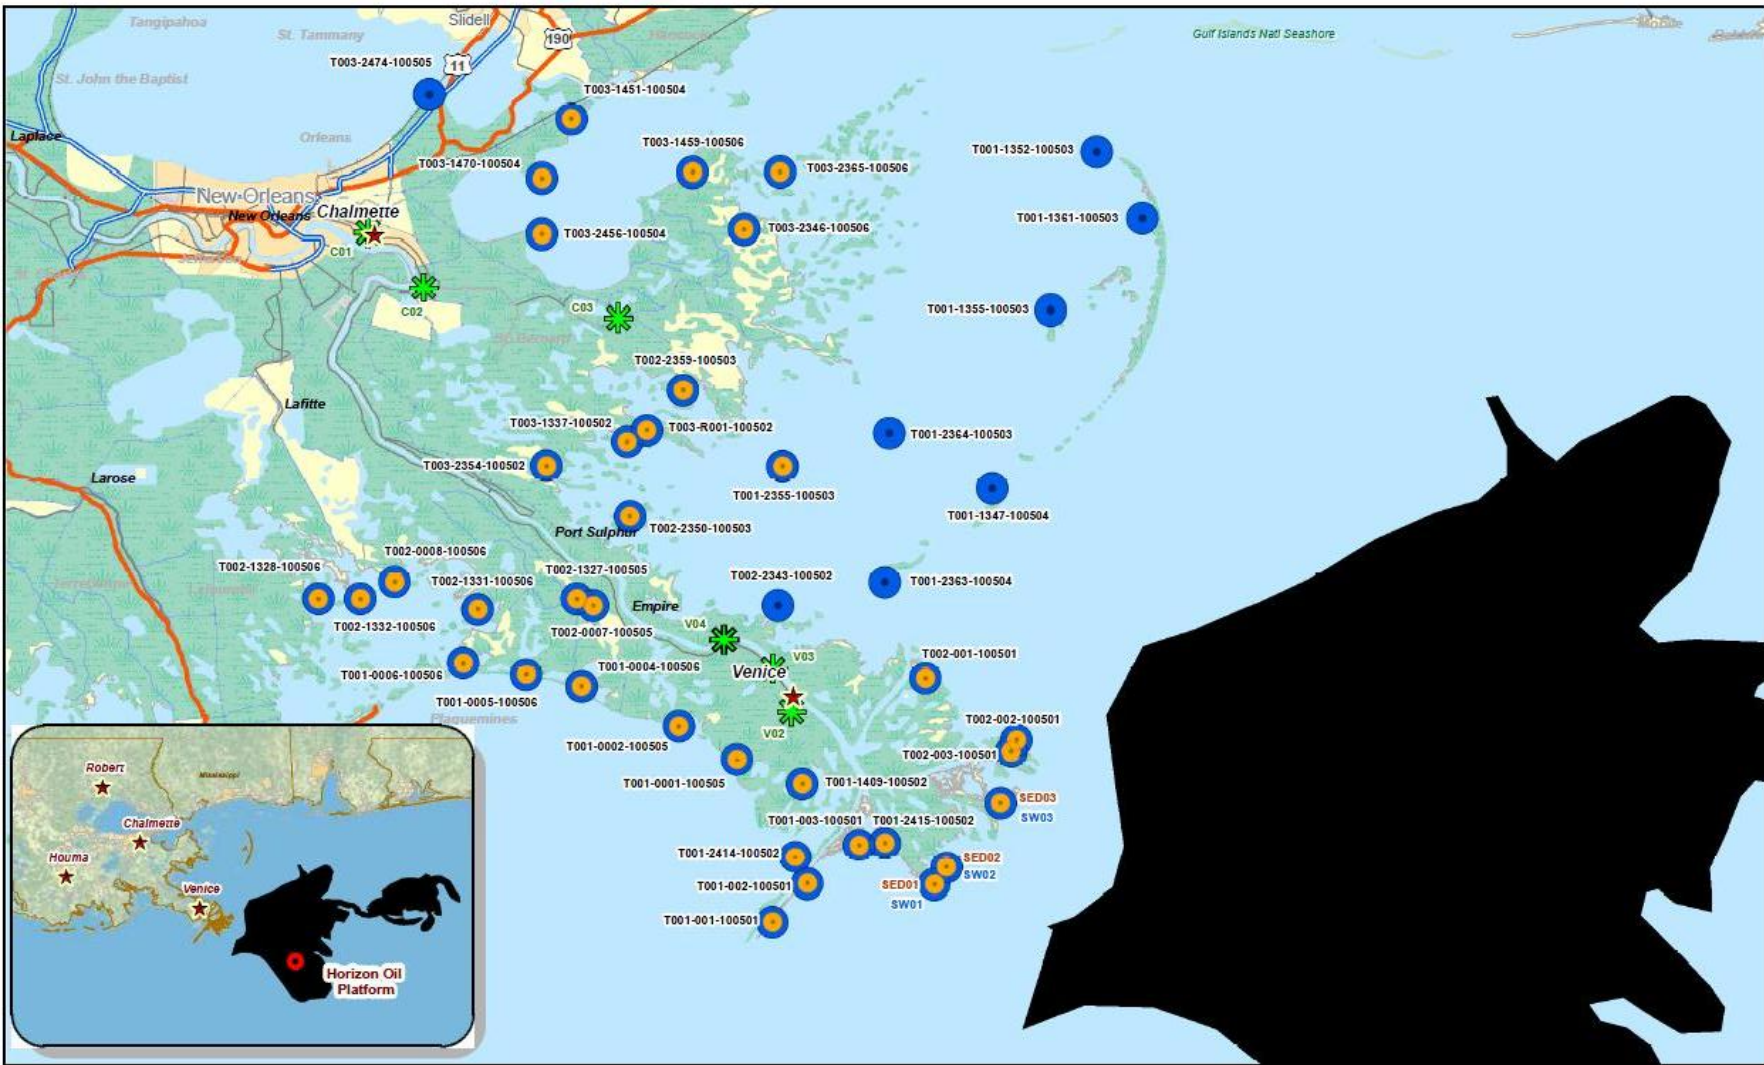 Tangipahoa
Slidell
St. Tammany
190
Hancock
Gulf Islands Natl Seashore
T003-2474-100505
11
St. John the Baptist
T003-1451-100504
Laplace
Orleans
T003-1459-100506
T001-1352-100503
T003-1470-100504
T003-2365-100506
New Orleans
New Orleans
Chalmette
T001-1361-100503
T003-2456-100504
T003-2346-100506
C01
Jefferson
C02
C03
T001-1355-100503
St. Bernard
T002-2359-100503
Lafitte
T003-1337-100502
T003-R001-100502
T001-2364-100503
T003-2354-100502
Larose
T001-2355-100503
T001-1347-100504
T002-2350-100503
Port Sulphur
T002-0008-100506
T002-1328-100506
T002-1331-100506
T002-1327-100505
T002-2343-100502
T001-2363-100504
Terrebonne
Empire
T002-1332-100506
T002-0007-100505
V04
V03
T002-001-100501
T001-0006-100506
T001-0004-100506
Venice
T001-0005-100506
Plaquemines
T002-002-100501
V02
T001-0002-100505
T002-003-100501
T001-0001-100505
T001-1409-100502
SED03
SW03
T001-003-100501
T001-2415-100502
T001-2414-100502
SED02
SW02
T001-002-100501
SED01
SW01
T001-001-100501
Robert
Mississippi
Chalmette
Houma
Venice
Horizon Oil
Platform